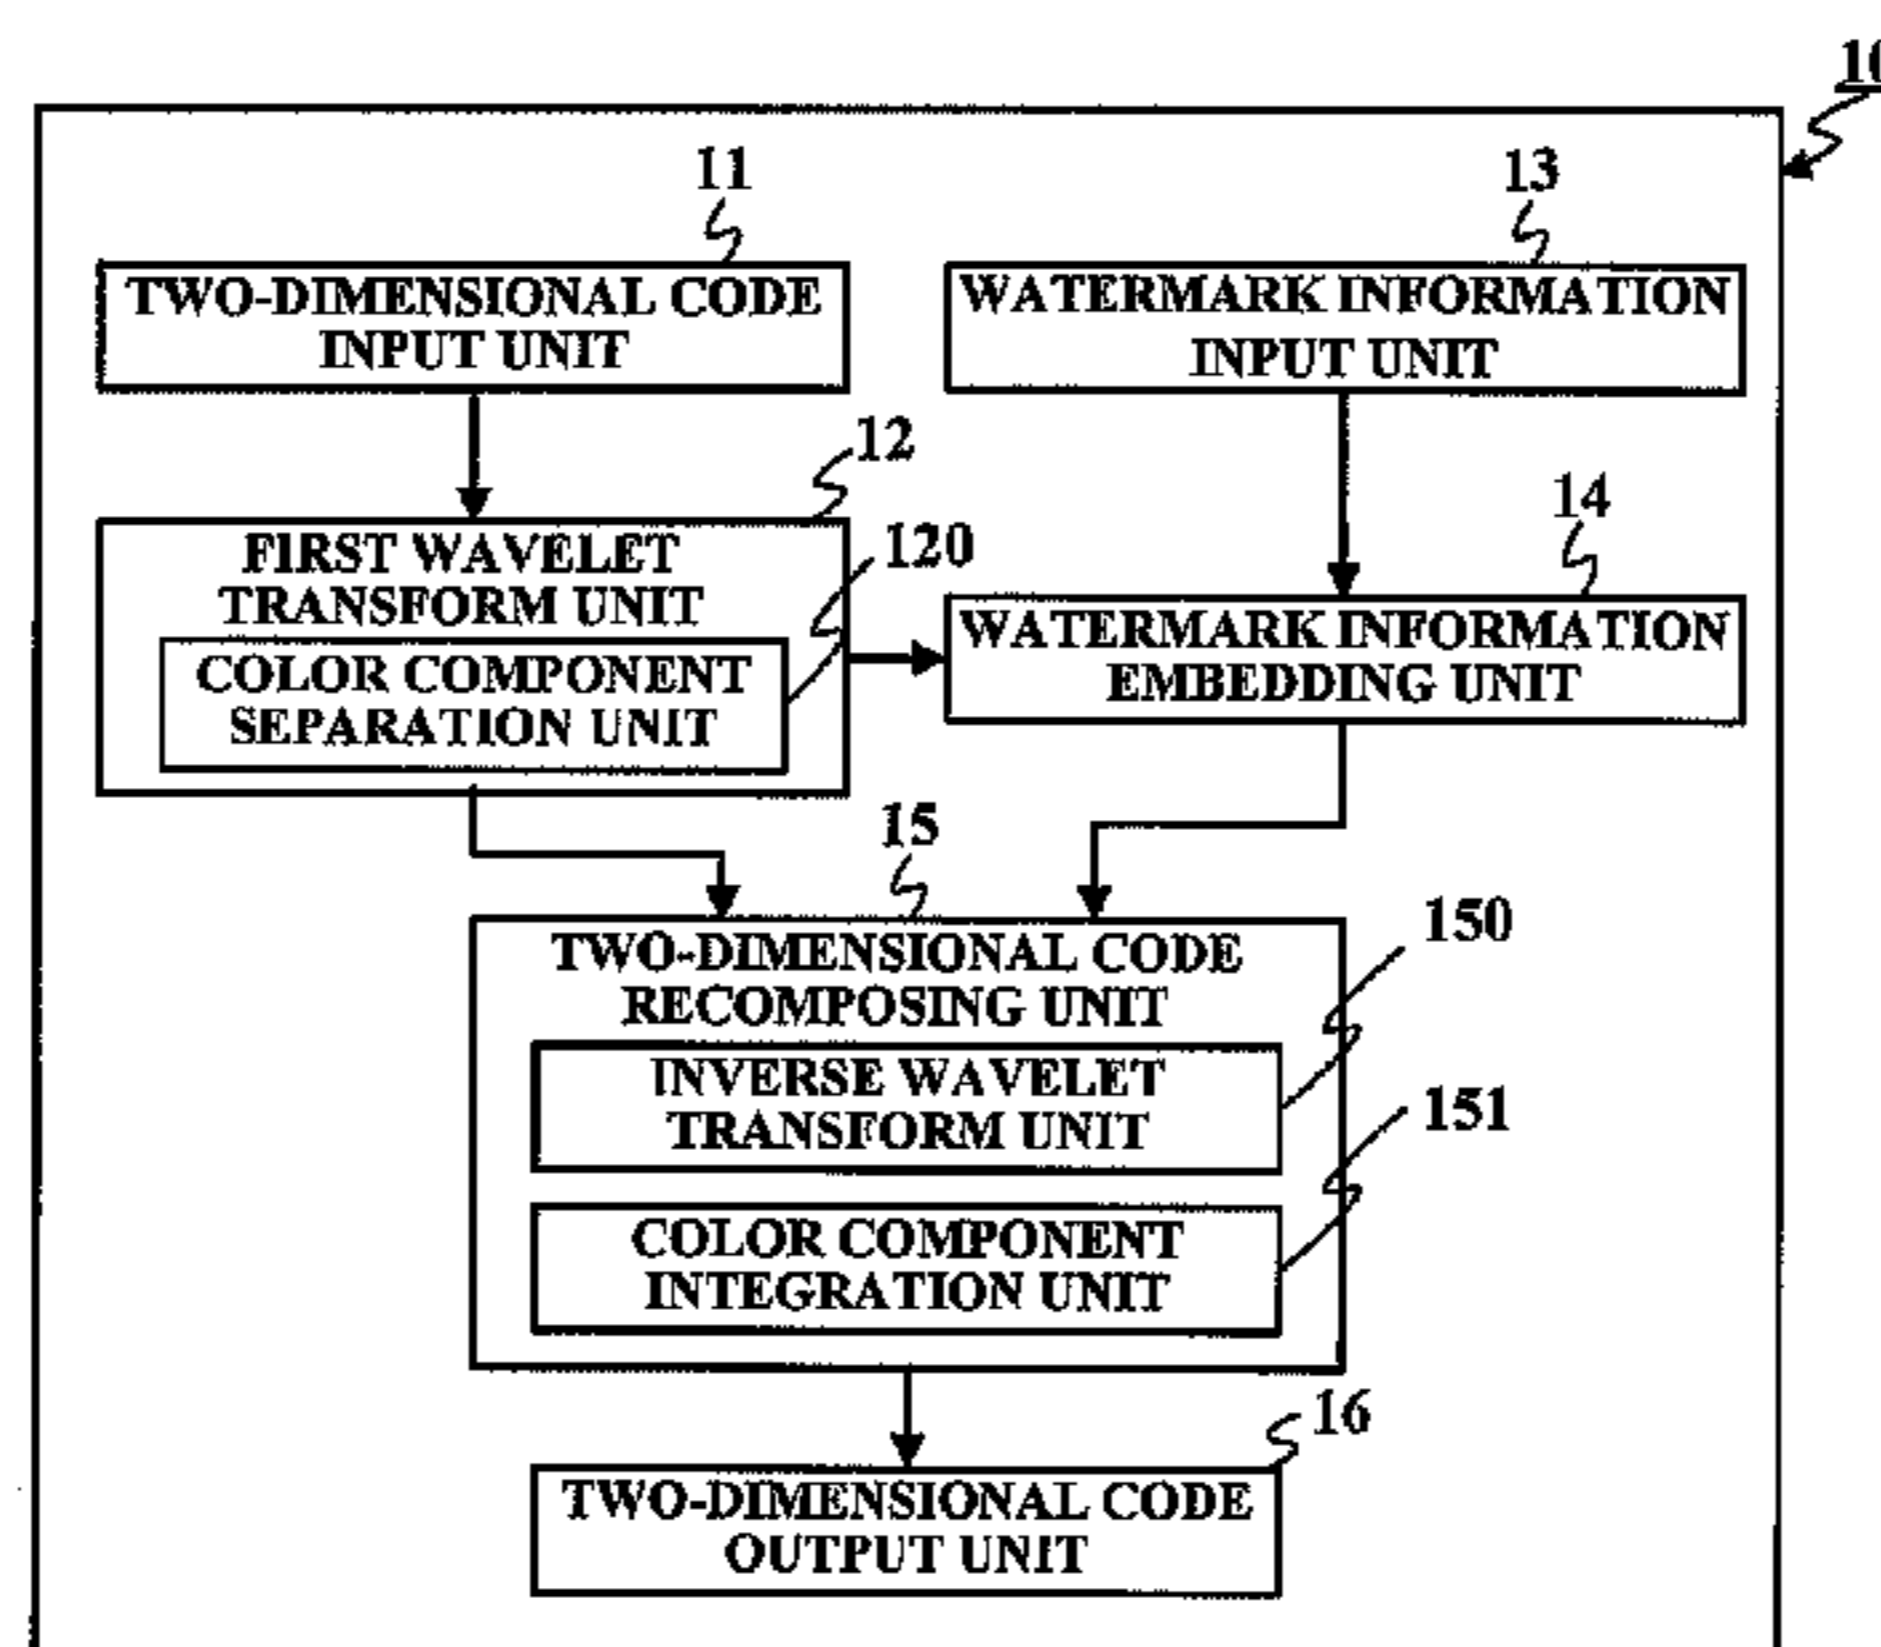 10
11
13
TWO-DIMENSIONAL CODE
INPUT UNIT
WATERMARK INFORMATION
INPUT UNIT
12
14
120
FIRST WAVELET
TRANSFORM UNIT
COLOR COMPONENT
SEPARATION UNIT
WATERMARK INFORMATION
EMBEDDING UNIT
15
150
TWO-DIMENSIONAL CODE
RECOMPOSING UNIT
INVERSE WAVELET
TRANSFORM UNIT
151
COLOR COMPONENT
INTEGRATION UNIT
16
TWO-DIMENSIONAL CODE
OUTPUT UNIT